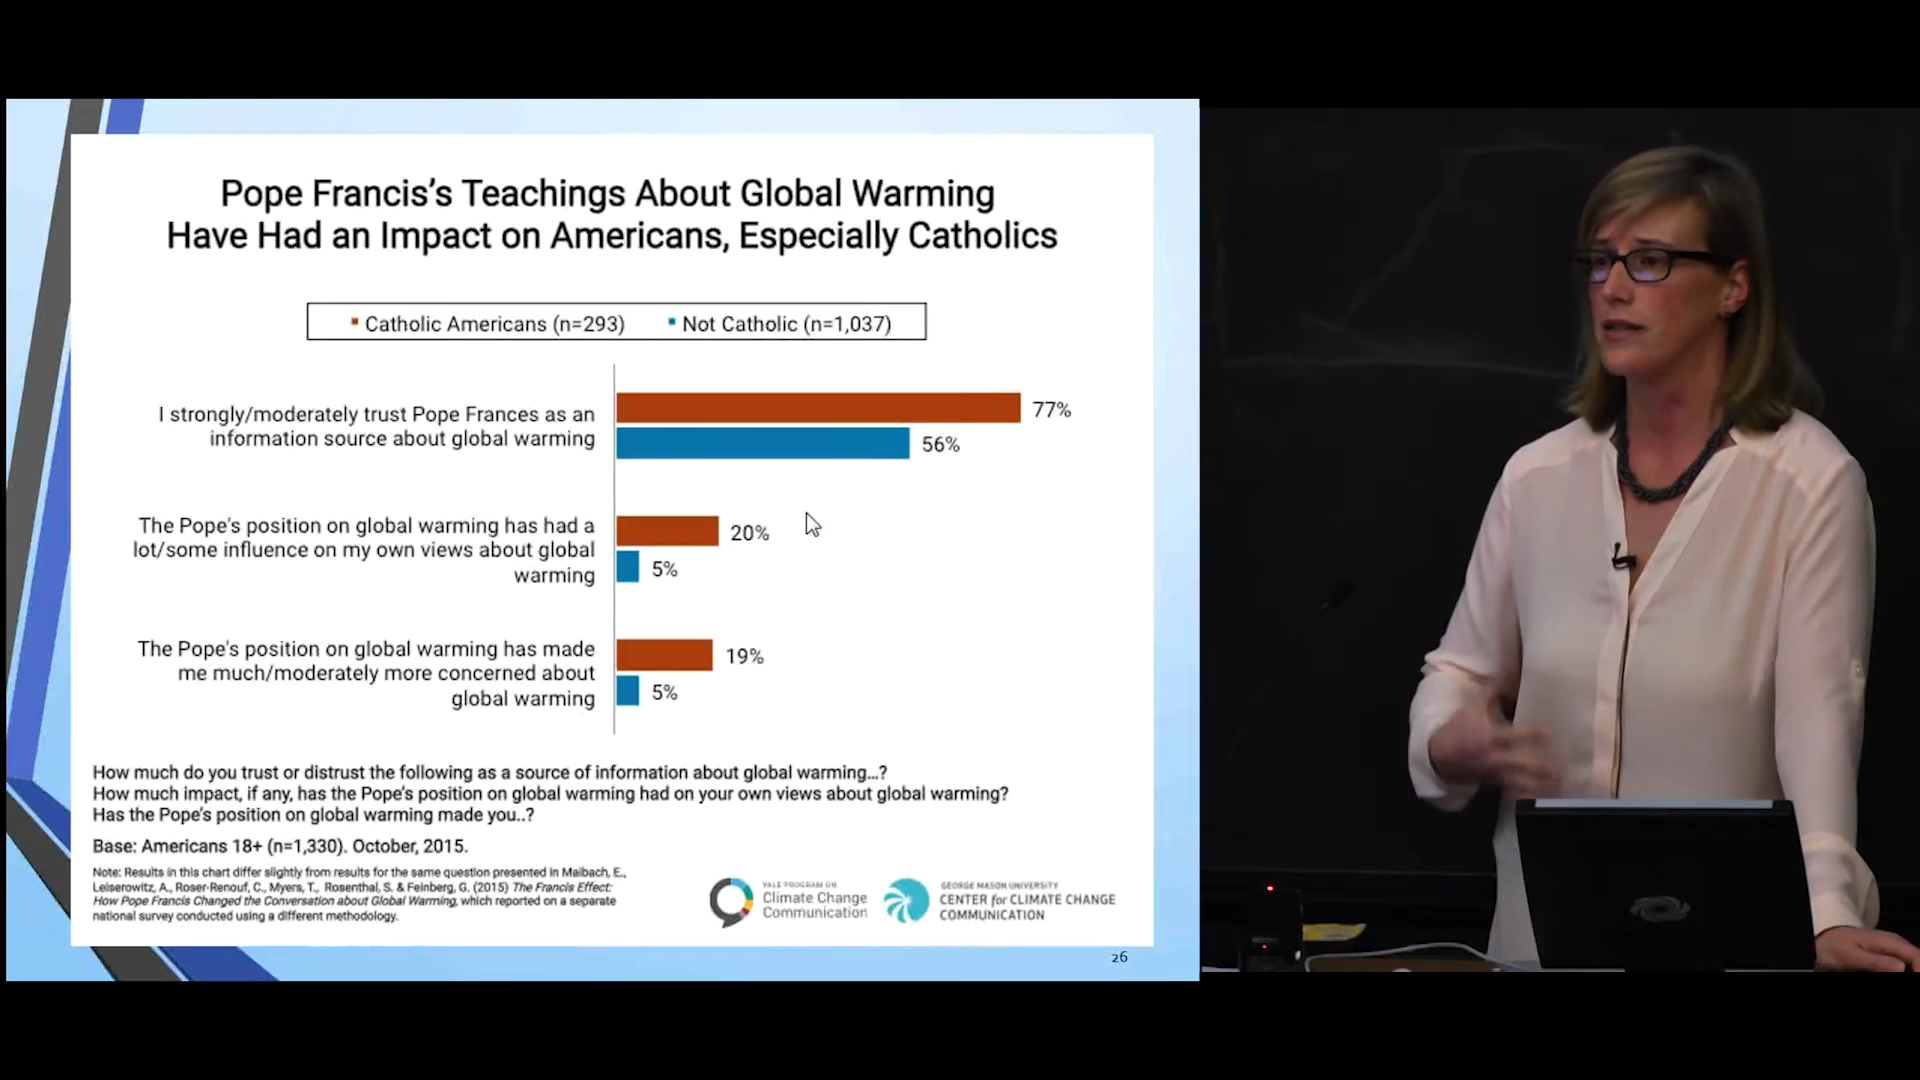 Pope Francis's Teachings About Global Warming
Have Had an Impact on Americans, Especially Catholics
Catholic Americans (n=293) Not Catholic (n=1,037)
I strongly/moderately trust Pope Frances as an
information source about global warming
77%
56%
The Pope's position on global warming has had a
lot/some influence on my own views about global
warming
20%
5%
The Pope's position on global warming has made
me much/moderately more concerned about
global warming
19%
5%
How much do you trust or distrust the following as a source of information about global warming…?
How much impact, if any, has the Pope's position on global warming had on your own views about global warming?
Has the Pope's position on global warming made you..?
Base: Americans 18+ (n=1,330). October, 2015.
Note: Results in this chart differ slightly from results for the same question presented in Maibach, E.,
Leiserowitz, A., Roser-Renouf, C., Myers, T., Rosenthal, S. & Feinberg, G. (2015) The Francis Effect:
How Pope Francis Changed the Conversation about Global Warming, which reported on a separate
national survey conducted using a different methodology.
YALE PROGRAM ON
Climate Change
Communication
GEORGE MASON UNIVERSITY
CENTER for CLIMATE CHANGE
COMMUNICATION
26